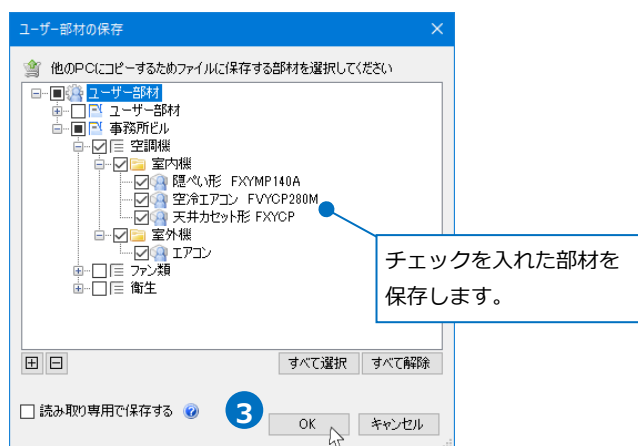 ユーザー部材の保存
他のPCにコピーするためファイルに保存する部材を選択してください
ユーザー部材
ユーザー部材
事務所ビル
空調機
室内機
隠ぺい形 FXYMP140A
空冷エアコン FVYCP280M
天井カセット形 FXYCP
室外機
エアコン
ファン類
衛生
チェックを入れた部材を
保存します。
すべて選択 すべて解除
読み取り専用で保存する
3
OK キャンセル